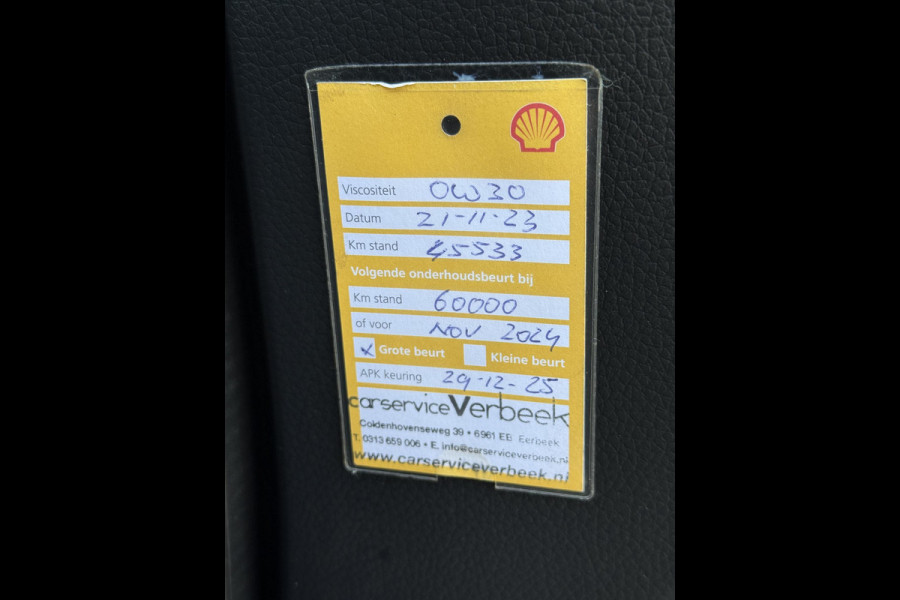 Viscositeit 0W30
Datum 21-11-23
Km stand 45533
Volgende onderhoudsbeurt bij
Km stand 60000
of voor NOV 2024
x Grote beurt Kleine beurt
APK keuring 29-12-25
carserviceVerbeek
Coldenhovenseweg 39 • 6961 EB Eerbeek
T. 0313 659 006 • E. info@carserviceverbeek.nl
www.carserviceverbeek.nl